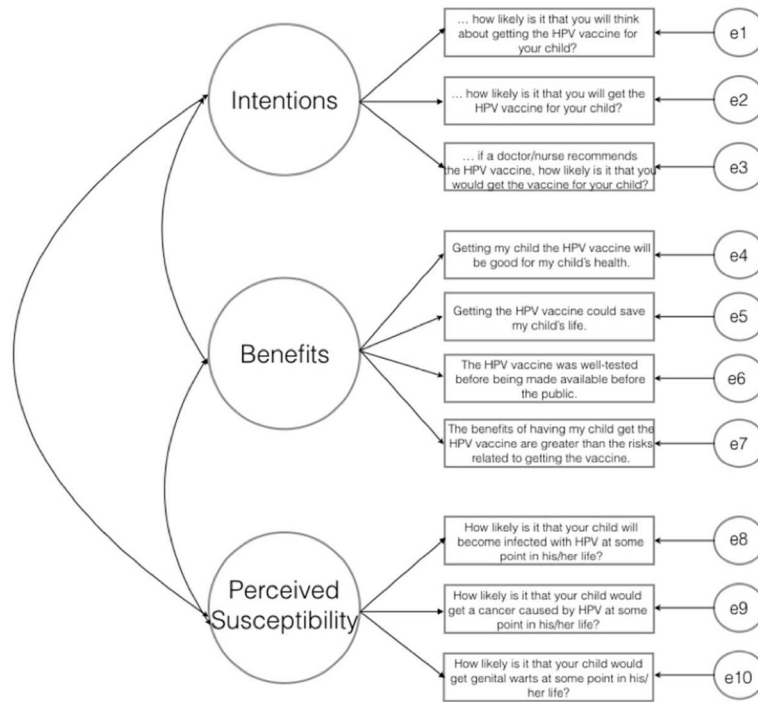 ... how likely is it that you will think
about getting the HPV vaccine for
your child?
e1
Intentions
... how likely is it that you will get the
HPV vaccine for your child?
e2
... if a doctor/nurse recommends
the HPV vaccine, how likely is it that you
would get the vaccine for your child?
e3
Getting my child the HPV vaccine will
be good for my child's health.
e4
Getting the HPV vaccine could save
my child's life.
e5
Benefits
The HPV vaccine was well-tested
before being made available before
the public.
e6
The benefits of having my child get the
HPV vaccine are greater than the risks
related to getting the vaccine.
e7
How likely is it that your child will
become infected with HPV at some
point in his/her life?
e8
Perceived
Susceptibility
How likely is it that your child would
get a cancer caused by HPV at some
point in his/her life?
e9
How likely is it that your child would
get genital warts at some point in his/
her life?
e10